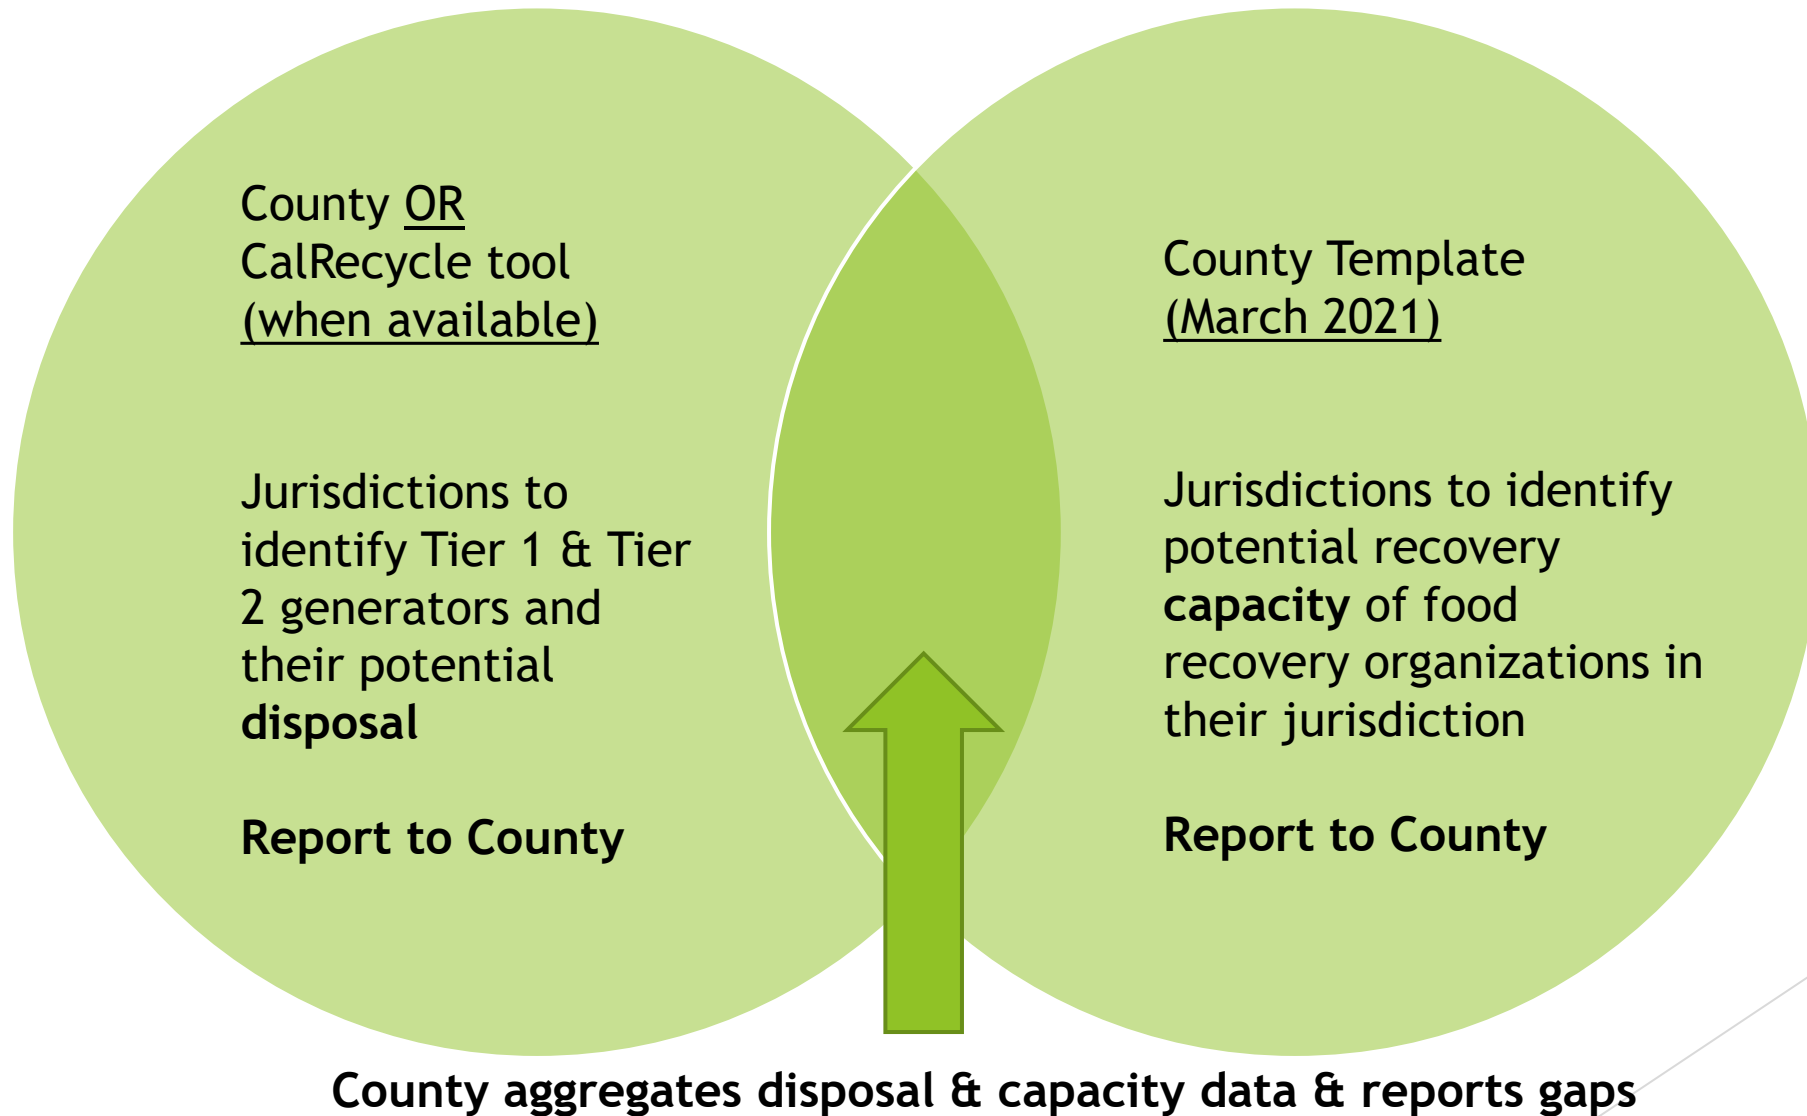 County OR
CalRecycle tool
(when available)
Jurisdictions to
identify Tier 1 & Tier
2 generators and
their potential
disposal
Report to County
County Template
(March 2021)
Jurisdictions to identify
potential recovery
capacity of food
recovery organizations in
their jurisdiction
Report to County
County aggregates disposal & capacity data & reports gaps